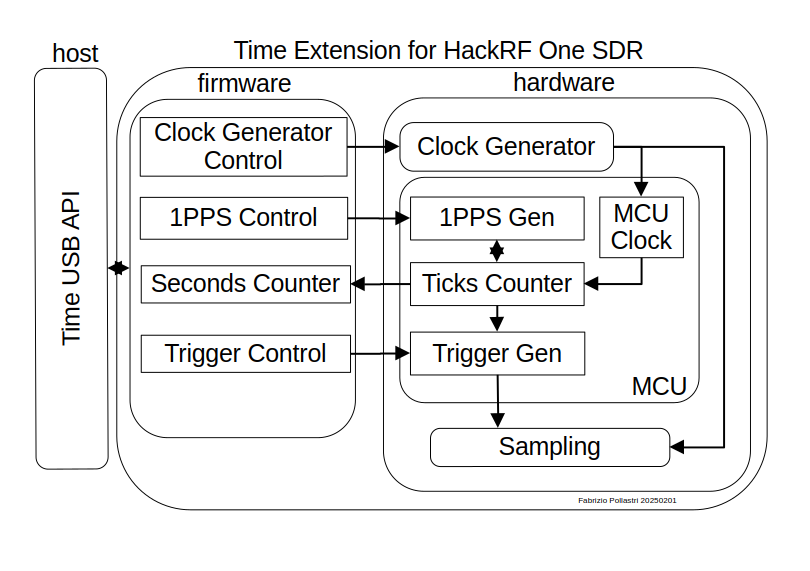 host
Time Extension for HackRF One SDR
firmware
hardware
Clock Generator
Control
Clock Generator
1PPS Control
1PPS Gen
MCU
Clock
Time USB API
Seconds Counter
Ticks Counter
Trigger Control
Trigger Gen
MCU
Sampling
Fabrizio Pollastri 20250201